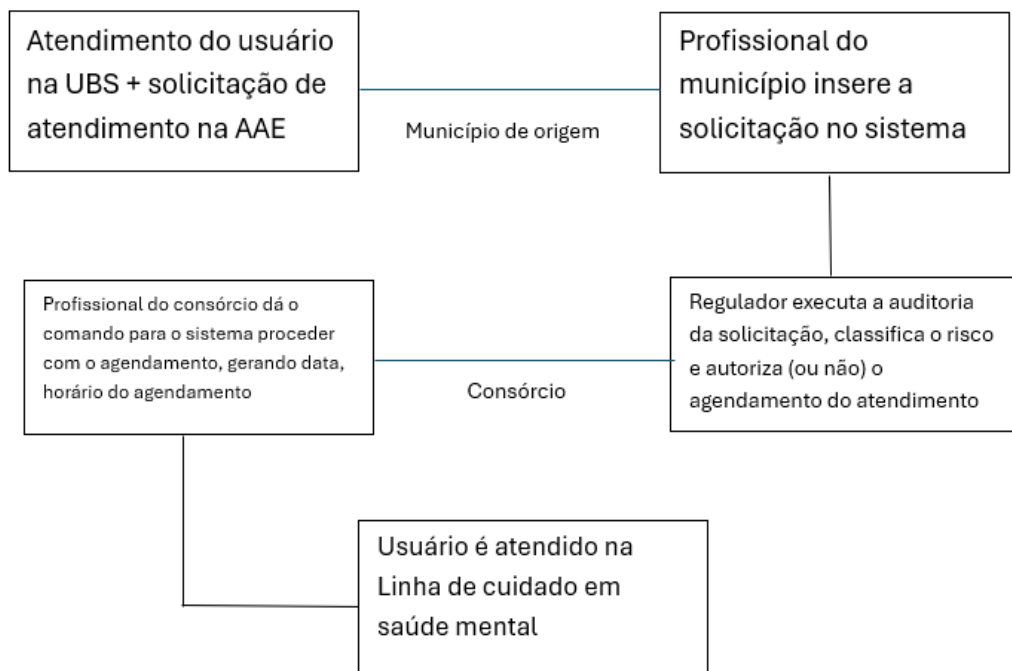 Atendimento do usuário
na UBS + solicitação de
atendimento na AAE
Município de origem
Profissional do
município insere a
solicitação no sistema
Regulador executa a auditoria
da solicitação, classifica o risco
e autoriza (ou não) o
agendamento do atendimento
Consórcio
Profissional do consórcio dá o
comando para o sistema proceder
com o agendamento, gerando data,
horário do agendamento
Usuário é atendido na
Linha de cuidado em
saúde mental